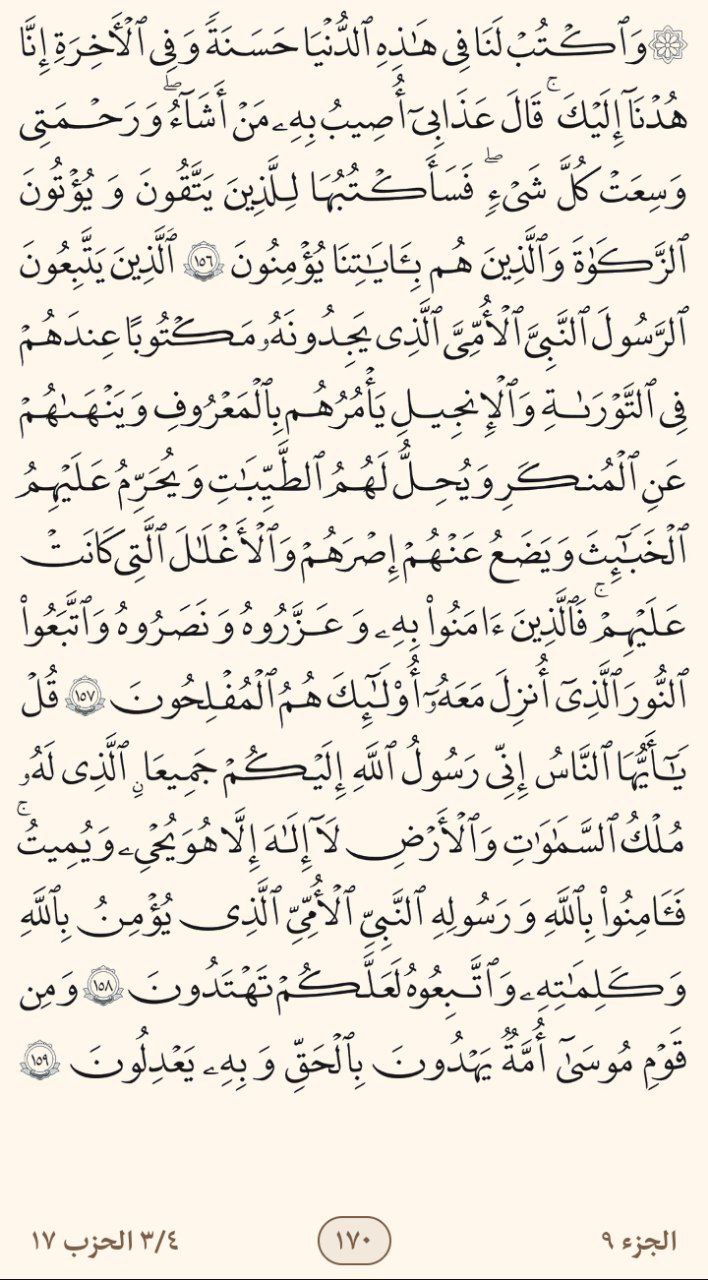 ۞ وَٱكۡتُبۡ لَنَا فِي هَٰذِهِ ٱلدُّنۡيَا حَسَنَةٗ وَفِي ٱلۡأٓخِرَةِ إِنَّا
هُدۡنَآ إِلَيۡكَۚ قَالَ عَذَابِيٓ أُصِيبُ بِهِۦ مَنۡ أَشَآءُۖ وَرَحۡمَتِي
وَسِعَتۡ كُلَّ شَيۡءٖۖ فَسَأَكۡتُبُهَا لِلَّذِينَ يَتَّقُونَ وَيُؤۡتُونَ
ٱلزَّكَوٰةَ وَٱلَّذِينَ هُم بِـَٔايَٰتِنَا يُؤۡمِنُونَ ١٥٦ ٱلَّذِينَ يَتَّبِعُونَ
ٱلرَّسُولَ ٱلنَّبِيَّ ٱلۡأُمِّيَّ ٱلَّذِي يَجِدُونَهُۥ مَكۡتُوبًا عِندَهُمۡ
فِي ٱلتَّوۡرَىٰةِ وَٱلۡإِنجِيلِ يَأۡمُرُهُم بِٱلۡمَعۡرُوفِ وَيَنۡهَىٰهُمۡ
عَنِ ٱلۡمُنكَرِ وَيُحِلُّ لَهُمُ ٱلطَّيِّبَٰتِ وَيُحَرِّمُ عَلَيۡهِمُ
ٱلۡخَبَٰٓئِثَ وَيَضَعُ عَنۡهُمۡ إِصۡرَهُمۡ وَٱلۡأَغۡلَٰلَ ٱلَّتِي كَانَتۡ
عَلَيۡهِمۡۚ فَٱلَّذِينَ ءَامَنُواْ بِهِۦ وَعَزَّرُوهُ وَنَصَرُوهُ وَٱتَّبَعُواْ
ٱلنُّورَ ٱلَّذِيٓ أُنزِلَ مَعَهُۥٓ أُوْلَٰٓئِكَ هُمُ ٱلۡمُفۡلِحُونَ ١٥٧ قُلۡ
يَٰٓأَيُّهَا ٱلنَّاسُ إِنِّي رَسُولُ ٱللَّهِ إِلَيۡكُمۡ جَمِيعًا ٱلَّذِي لَهُۥ
مُلۡكُ ٱلسَّمَٰوَٰتِ وَٱلۡأَرۡضِ لَآ إِلَٰهَ إِلَّا هُوَ يُحۡيِۦ وَيُمِيتُۚ
فَـَٔامِنُواْ بِٱللَّهِ وَرَسُولِهِ ٱلنَّبِيِّ ٱلۡأُمِّيِّ ٱلَّذِي يُؤۡمِنُ بِٱللَّهِ
وَكَلِمَٰتِهِۦ وَٱتَّبِعُوهُ لَعَلَّكُمۡ تَهۡتَدُونَ ١٥٨ وَمِن
قَوۡمِ مُوسَىٰٓ أُمَّةٞ يَهۡدُونَ بِٱلۡحَقِّ وَبِهِۦ يَعۡدِلُونَ ١٥٩
الجزء ٩ ١٧٠ ٣/٤ الحزب ١٧